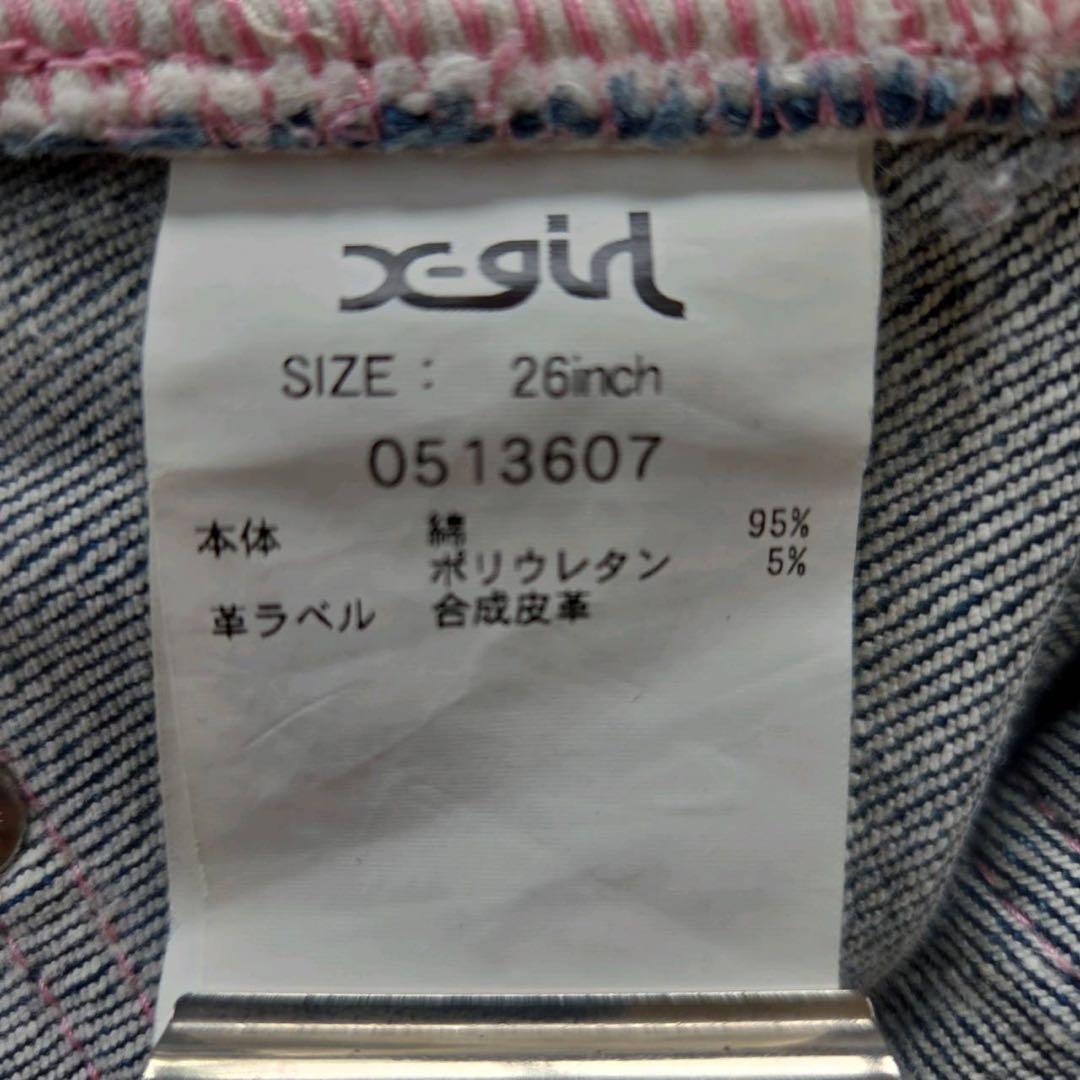 X-girl
SIZE : 26inch
0513607
本体 綿 95%
ポリウレタン 5%
革ラベル 合成皮革